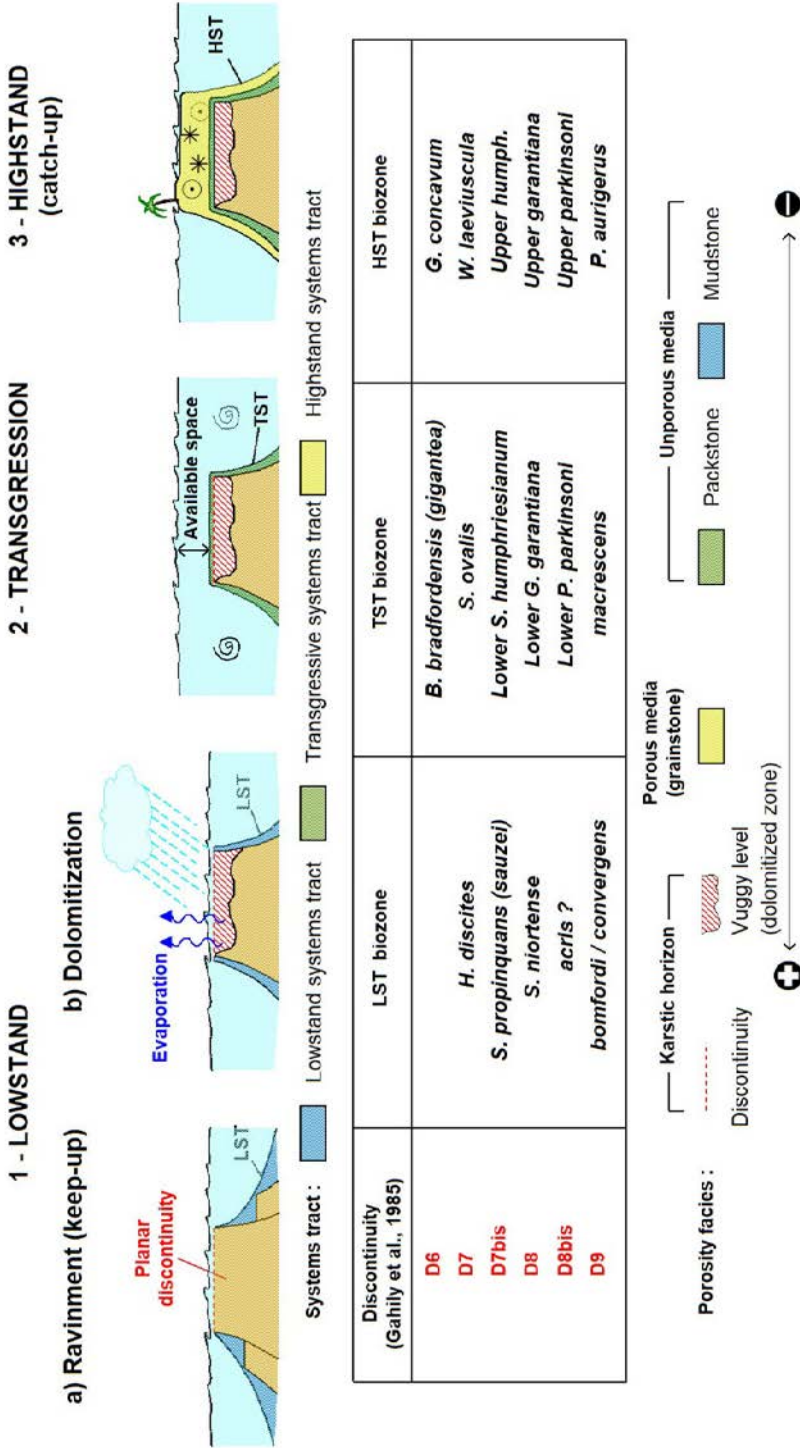 1 - LOWSTAND
2 - TRANSGRESSION
3 - HIGHSTAND
(catch-up)
a) Ravinment (keep-up)
b) Dolomitization
Planar
discontinuity
LST
Evaporation
LST
Available space
TST
HST
Systems tract :
Lowstand systems tract
Transgressive systems tract
Highstand systems tract
Discontinuity
(Gahily et al., 1985)
LST biozone
TST biozone
HST biozone
D6
B. bradfordensis (gigantea)
G. concavum
D7
H. discites
S. ovalis
W. laeviuscula
D7bis
S. propinquans (sauzei)
Lower S. humphriesianum
Upper humph.
D8
S. niortense
Lower G. garantiana
Upper garantiana
D8bis
acris ?
Lower P. parkinsoni
Upper parkinsoni
D9
bomfordi / convergens
macrescens
P. aurigerus
Porosity facies :
Karstic horizon
Discontinuity
Vuggy level
(dolomitized zone)
Porous media
(grainstone)
Unporous media
Packstone
Mudstone
+
-